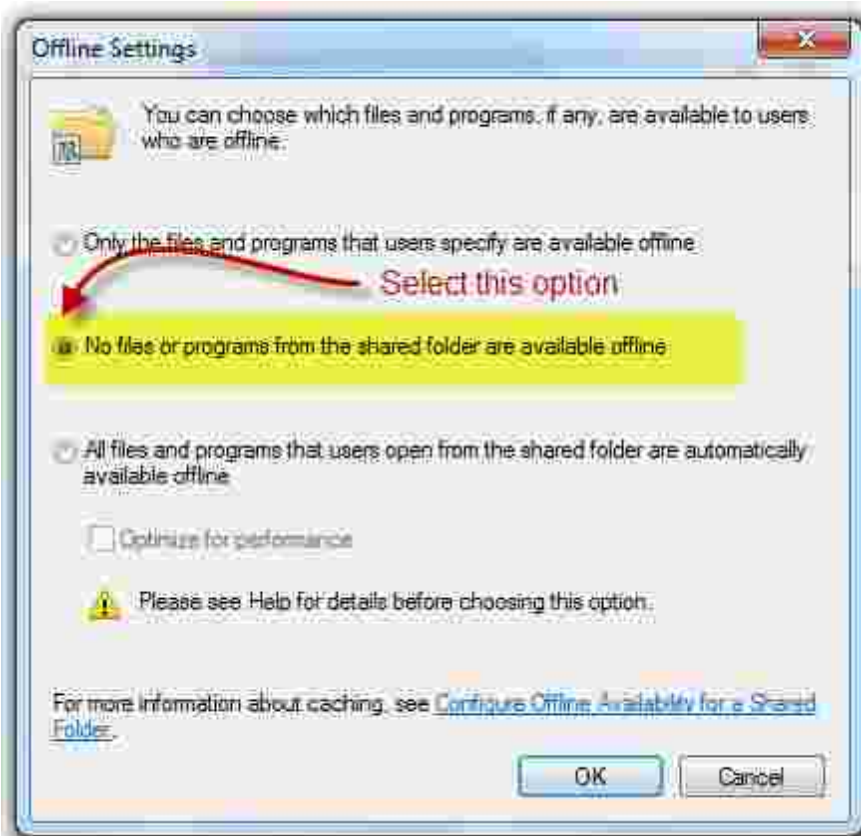 Offline Settings
You can choose which files and programs, if any, are available to users
who are offline.
Only the files and programs that users specify are available offline
Select this option
No files or programs from the shared folder are available offline
All files and programs that users open from the shared folder are automatically
available offline
Optimize for performance
Please see Help for details before choosing this option.
For more information about caching, see Configure Offline Availability for a Shared
Folder.
OK Cancel